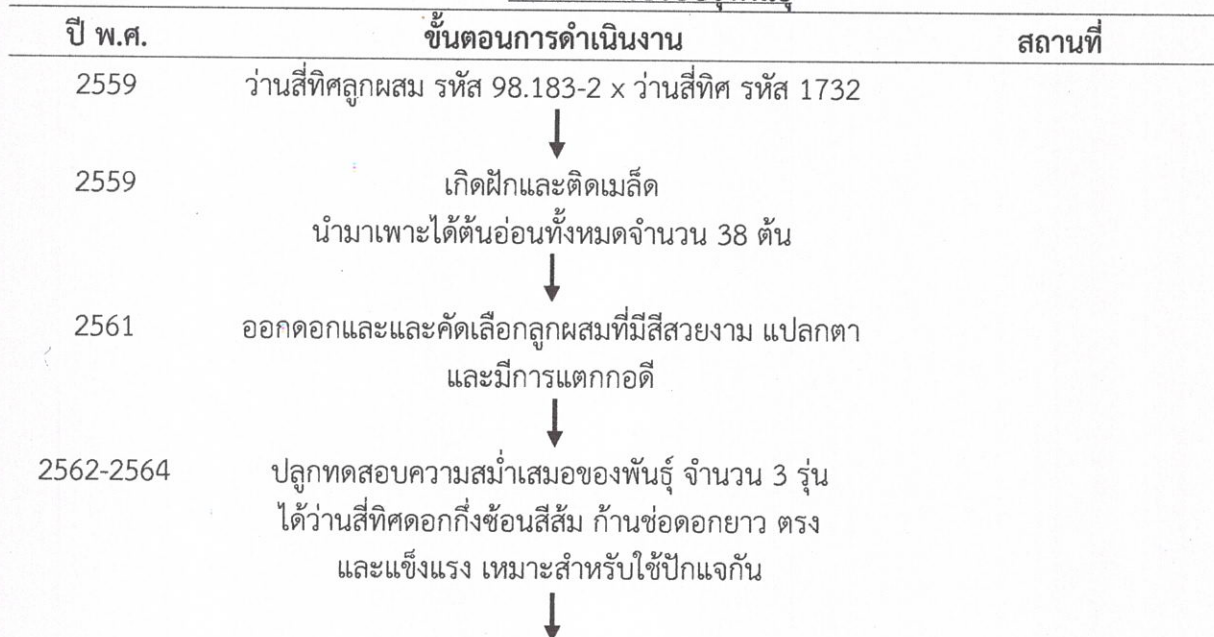 ปี พ.ศ. ขั้นตอนการดำเนินงาน สถานที่
2559 ว่านสี่ทิศลูกผสม รหัส 98.183-2 x ว่านสี่ทิศ รหัส 1732
2559 เกิดฝักและติดเมล็ด
นำมาเพาะได้ต้นอ่อนทั้งหมดจำนวน 38 ต้น
2561 ออกดอกและและคัดเลือกลูกผสมที่มีสีสวยงาม แปลกตา
และมีการแตกกอดี
2562-2564 ปลูกทดสอบความสม่ำเสมอของพันธุ์ จำนวน 3 รุ่น
ได้ว่านสี่ทิศดอกกึ่งซ้อนสีส้ม ก้านช่อดอกยาว ตรง
และแข็งแรง เหมาะสำหรับใช้ปักแจกัน